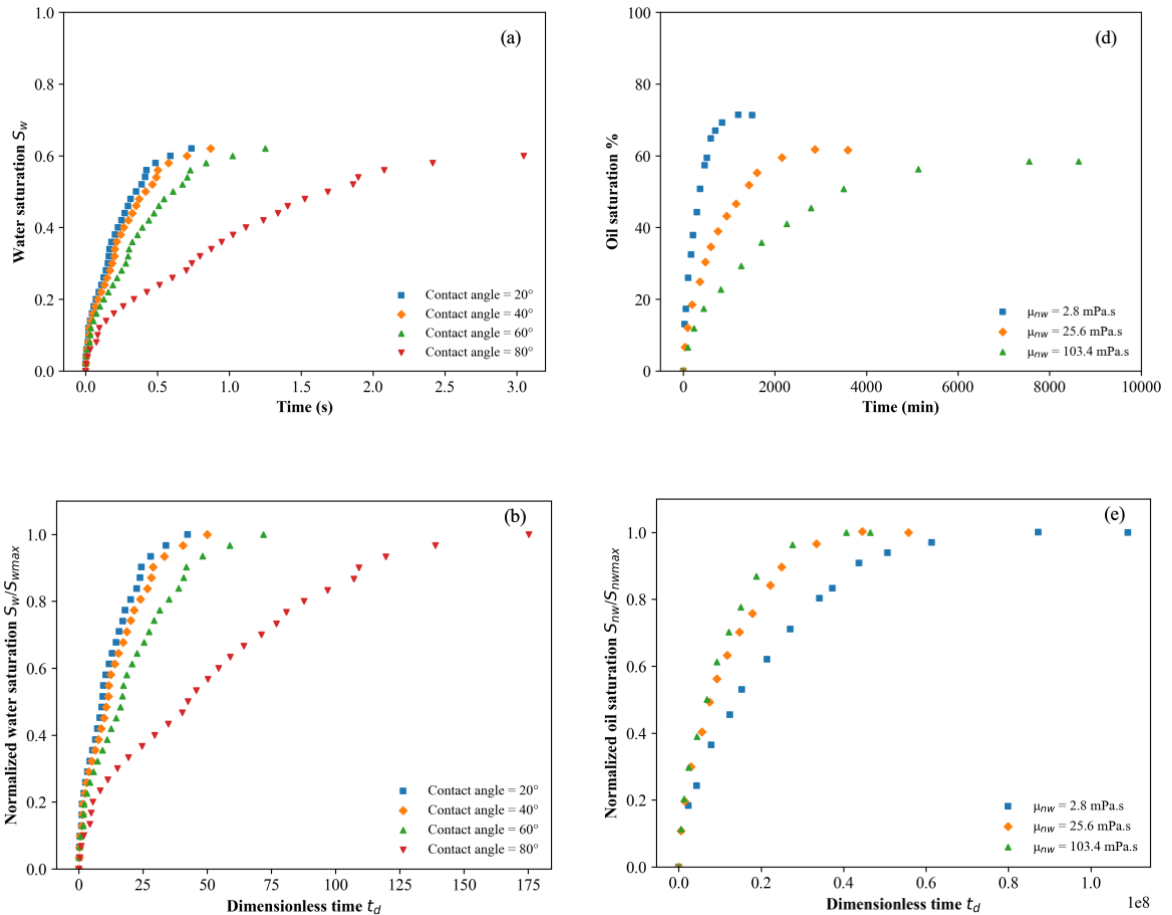 (a)
1.0
0.8
0.6
0.4
0.2
0.0
Water saturation S_w
Contact angle = 20°
Contact angle = 40°
Contact angle = 60°
Contact angle = 80°
0.0 0.5 1.0 1.5 2.0 2.5 3.0
Time (s)
(d)
100
80
60
40
20
0
Oil saturation %
μ_nw = 2.8 mPa.s
μ_nw = 25.6 mPa.s
μ_nw = 103.4 mPa.s
0 2000 4000 6000 8000 10000
Time (min)
(b)
1.0
0.8
0.6
0.4
0.2
0.0
Normalized water saturation S_w/S_wmax
Contact angle = 20°
Contact angle = 40°
Contact angle = 60°
Contact angle = 80°
0 25 50 75 100 125 150 175
Dimensionless time t_d
(e)
1.0
0.8
0.6
0.4
0.2
0.0
Normalized oil saturation S_nw/S_nwmax
μ_nw = 2.8 mPa.s
μ_nw = 25.6 mPa.s
μ_nw = 103.4 mPa.s
0.0 0.2 0.4 0.6 0.8 1.0
1e8
Dimensionless time t_d